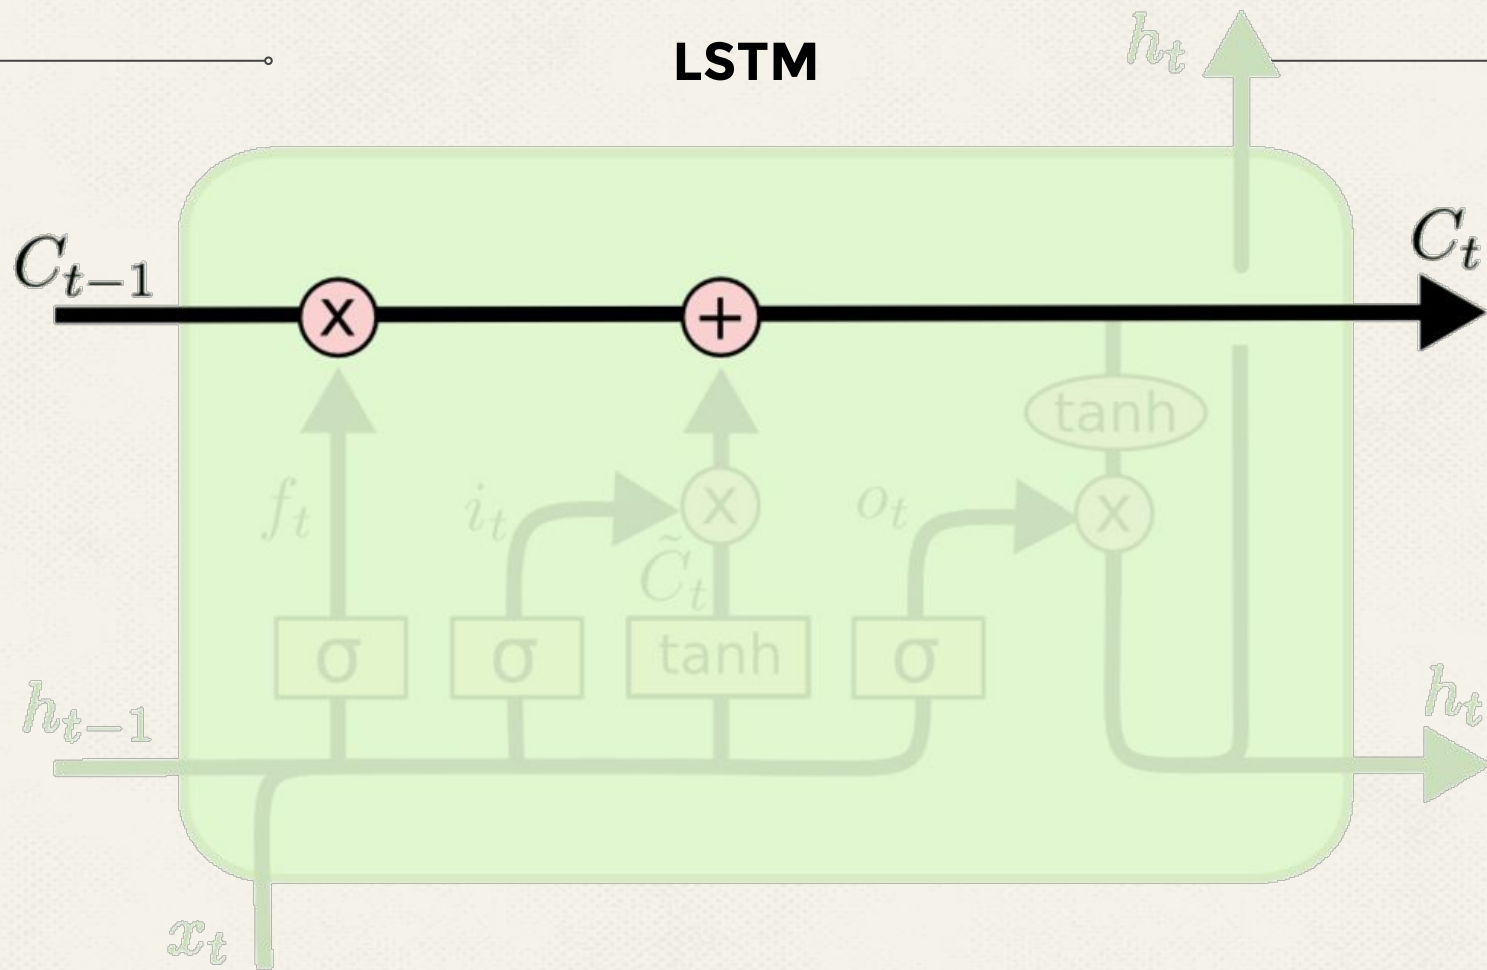 LSTM
h_t
C_{t-1}
C_t
x
+
tanh
f_t
i_t
x
o_t
x
C̃_t
σ
σ
tanh
σ
h_{t-1}
h_t
x_t